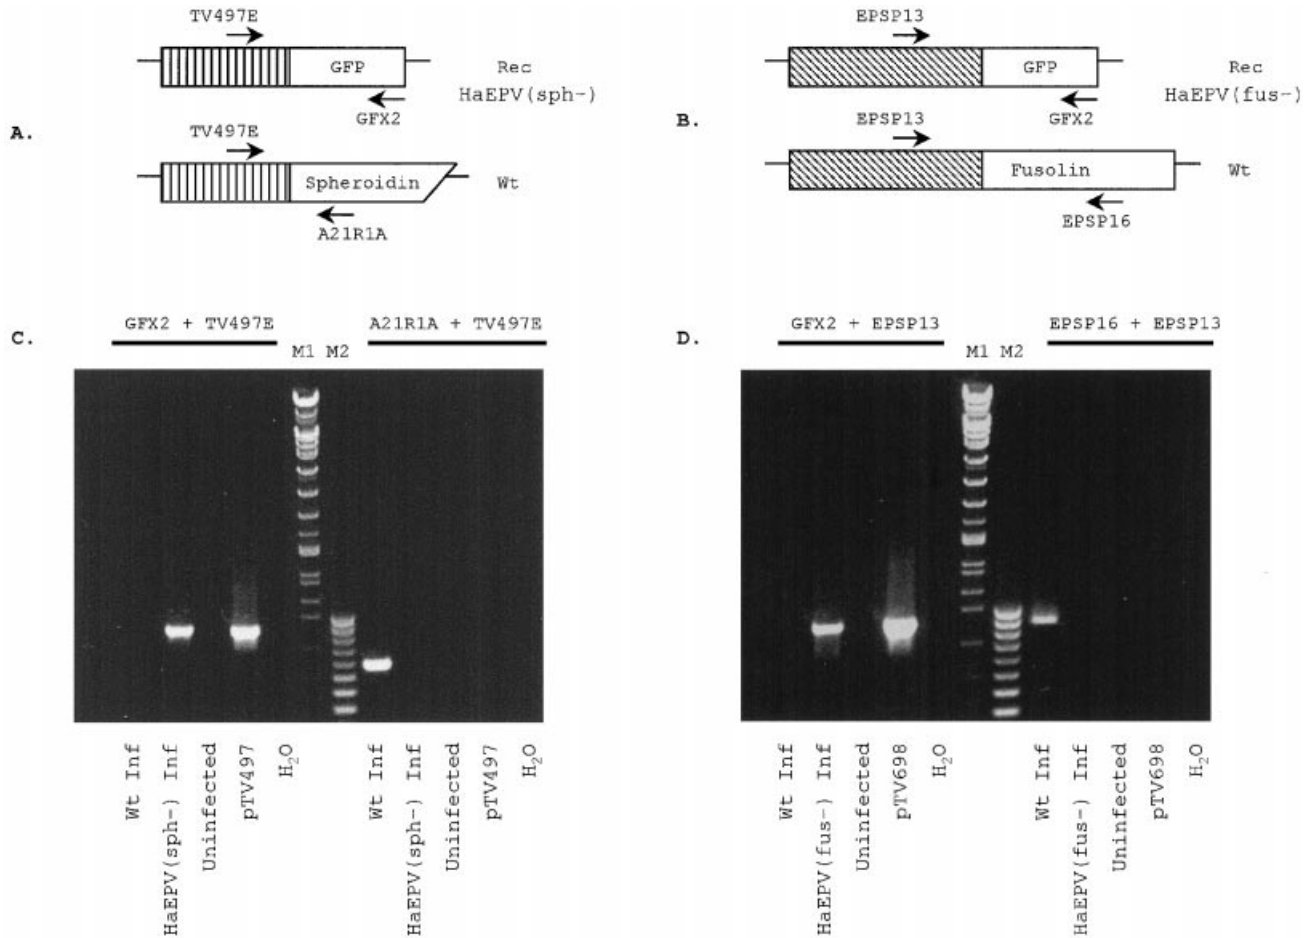 TV497E
GFP
Rec
HaEPV(sph-)
GFX2
A.
TV497E
Spheroidin
Wt
A21R1A
EPSP13
GFP
Rec
HaEPV(fus-)
GFX2
B.
EPSP13
Fusolin
Wt
EPSP16
C.
GFX2 + TV497E
M1 M2
A21R1A + TV497E
Wt Inf
HaEPV(sph-) Inf
Uninfected
pTV497
H2O
Wt Inf
HaEPV(sph-) Inf
Uninfected
pTV497
H2O
D.
GFX2 + EPSP13
M1 M2
EPSP16 + EPSP13
Wt Inf
HaEPV(fus-) Inf
Uninfected
pTV698
H2O
Wt Inf
HaEPV(fus-) Inf
Uninfected
pTV698
H2O